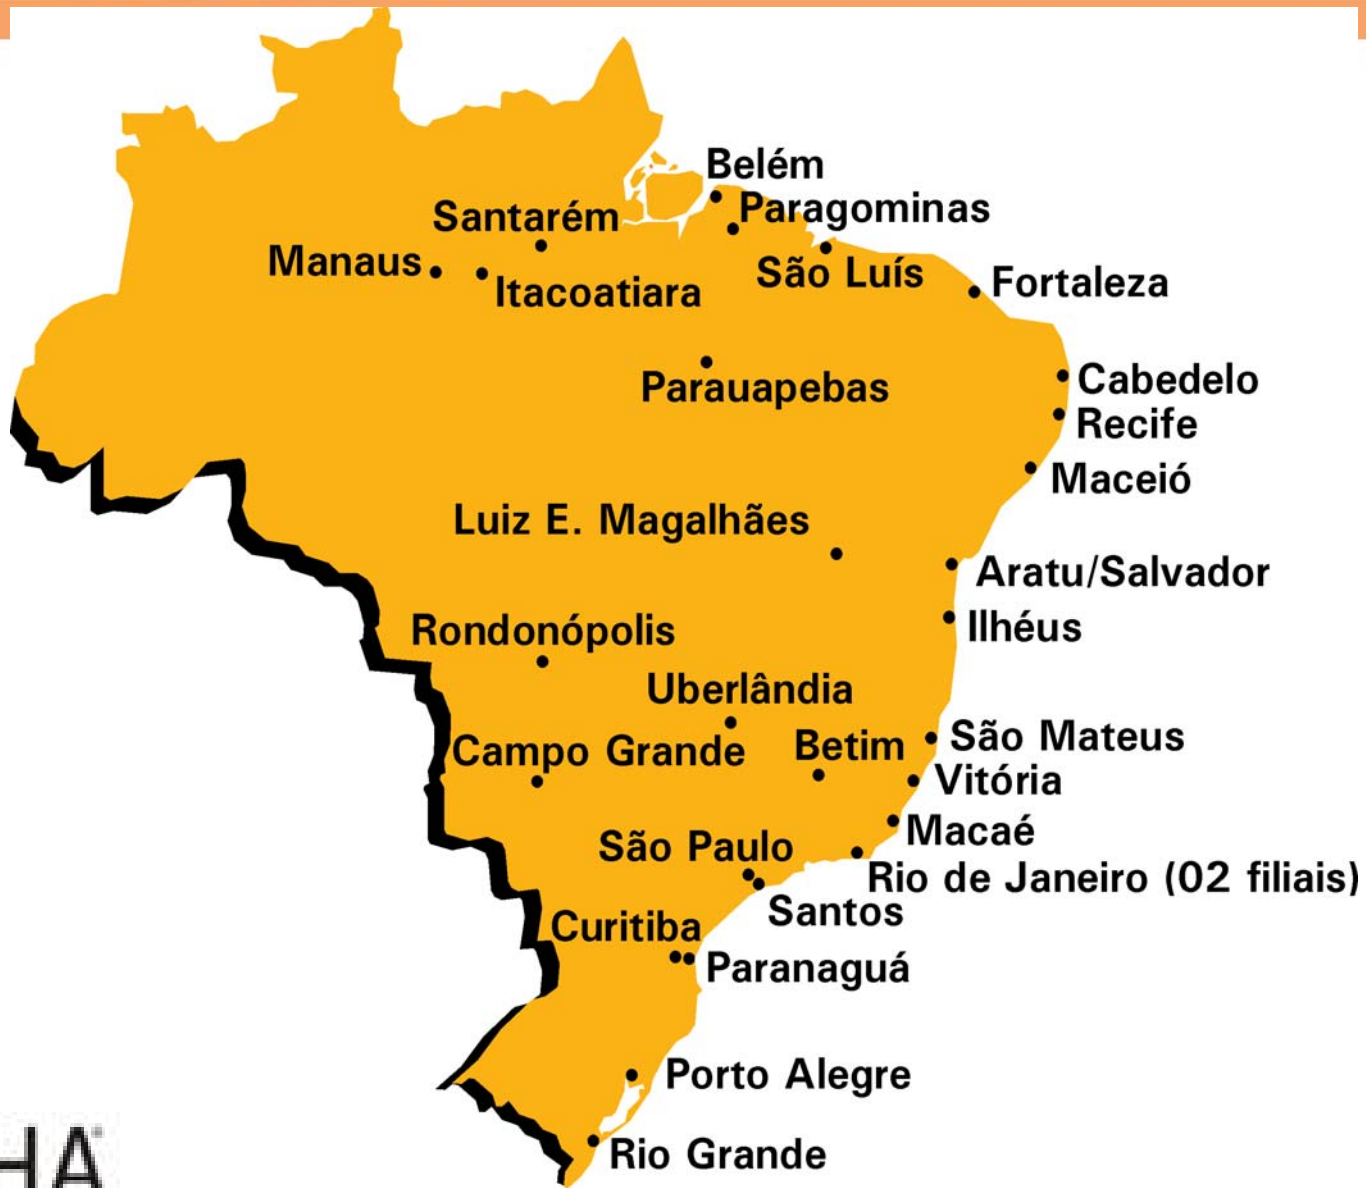 Belém
Santarém
Paragominas
Manaus
Itacoatiara
São Luís
Fortaleza
Parauapebas
Cabedelo
Recife
Maceió
Luiz E. Magalhães
Aratu/Salvador
Ilhéus
Rondonópolis
Uberlândia
São Mateus
Campo Grande
Betim
Vitória
Macaé
São Paulo
Rio de Janeiro (02 filiais)
Santos
Curitiba
Paranaguá
Porto Alegre
Rio Grande
HA